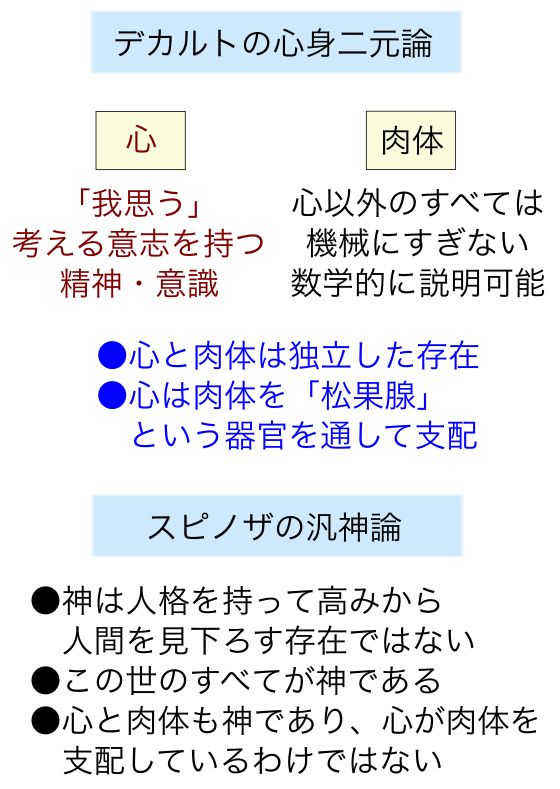 デカルトの心身二元論
心
肉体
「我思う」
考える意志を持つ
精神・意識
心以外のすべては
機械にすぎない
数学的に説明可能
●心と肉体は独立した存在
●心は肉体を「松果腺」
という器官を通して支配
スピノザの汎神論
●神は人格を持って高みから
人間を見下ろす存在ではない
●この世のすべてが神である
●心と肉体も神であり、心が肉体を
支配しているわけではない